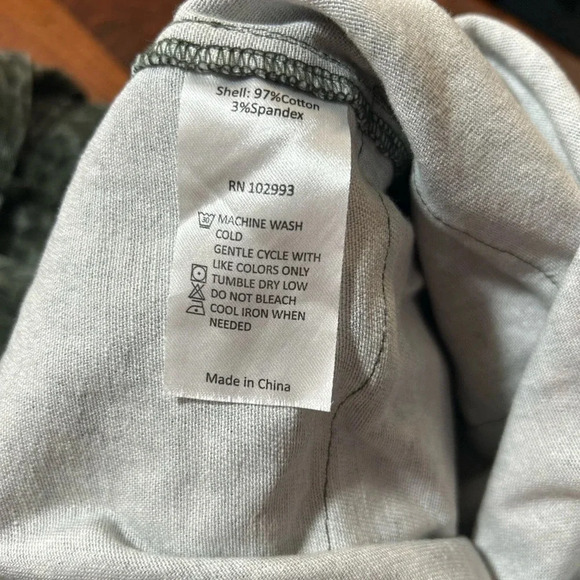 Shell: 97%Cotton
3%Spandex
RN 102993
30 MACHINE WASH
COLD
GENTLE CYCLE WITH
LIKE COLORS ONLY
TUMBLE DRY LOW
DO NOT BLEACH
COOL IRON WHEN
NEEDED
Made in China